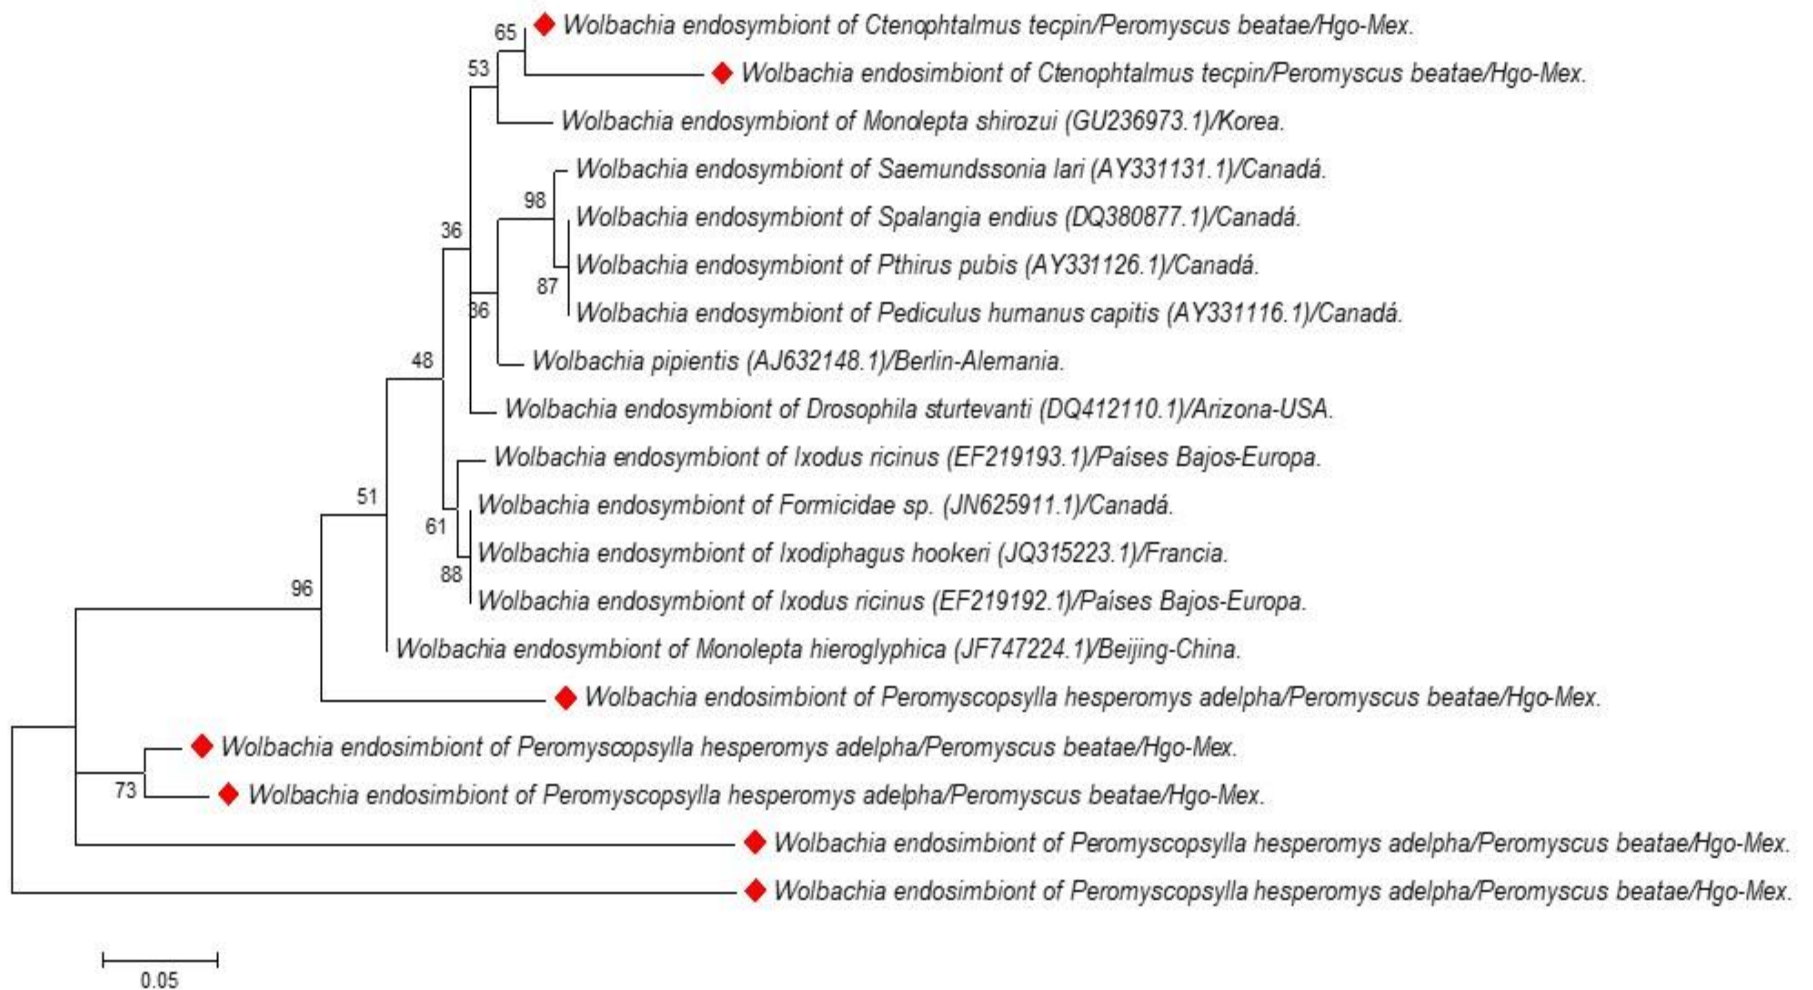 65
Wolbachia endosymbiont of Ctenophtalmus tecpin/Peromyscus beatae/Hgo-Mex.
53
Wolbachia endosimbiont of Ctenophtalmus tecpin/Peromyscus beatae/Hgo-Mex.
Wolbachia endosymbiont of Monolepta shirozui (GU236973.1)/Korea.
Wolbachia endosymbiont of Saemundssonia lari (AY331131.1)/Canadá.
98
Wolbachia endosymbiont of Spalangia endius (DQ380877.1)/Canadá.
36
Wolbachia endosymbiont of Pthirus pubis (AY331126.1)/Canadá.
87
36
Wolbachia endosymbiont of Pediculus humanus capitis (AY331116.1)/Canadá.
48
Wolbachia pipientis (AJ632148.1)/Berlin-Alemania.
Wolbachia endosymbiont of Drosophila sturtevanti (DQ412110.1)/Arizona-USA.
Wolbachia endosymbiont of Ixodus ricinus (EF219193.1)/Países Bajos-Europa.
51
Wolbachia endosymbiont of Formicidae sp. (JN625911.1)/Canadá.
61
Wolbachia endosymbiont of Ixodiphagus hookeri (JQ315223.1)/Francia.
88
96
Wolbachia endosymbiont of Ixodus ricinus (EF219192.1)/Países Bajos-Europa.
Wolbachia endosymbiont of Monolepta hieroglyphica (JF747224.1)/Beijing-China.
Wolbachia endosimbiont of Peromyscopsylla hesperomys adelpha/Peromyscus beatae/Hgo-Mex.
Wolbachia endosimbiont of Peromyscopsylla hesperomys adelpha/Peromyscus beatae/Hgo-Mex.
73
Wolbachia endosimbiont of Peromyscopsylla hesperomys adelpha/Peromyscus beatae/Hgo-Mex.
Wolbachia endosimbiont of Peromyscopsylla hesperomys adelpha/Peromyscus beatae/Hgo-Mex.
Wolbachia endosimbiont of Peromyscopsylla hesperomys adelpha/Peromyscus beatae/Hgo-Mex.
0.05